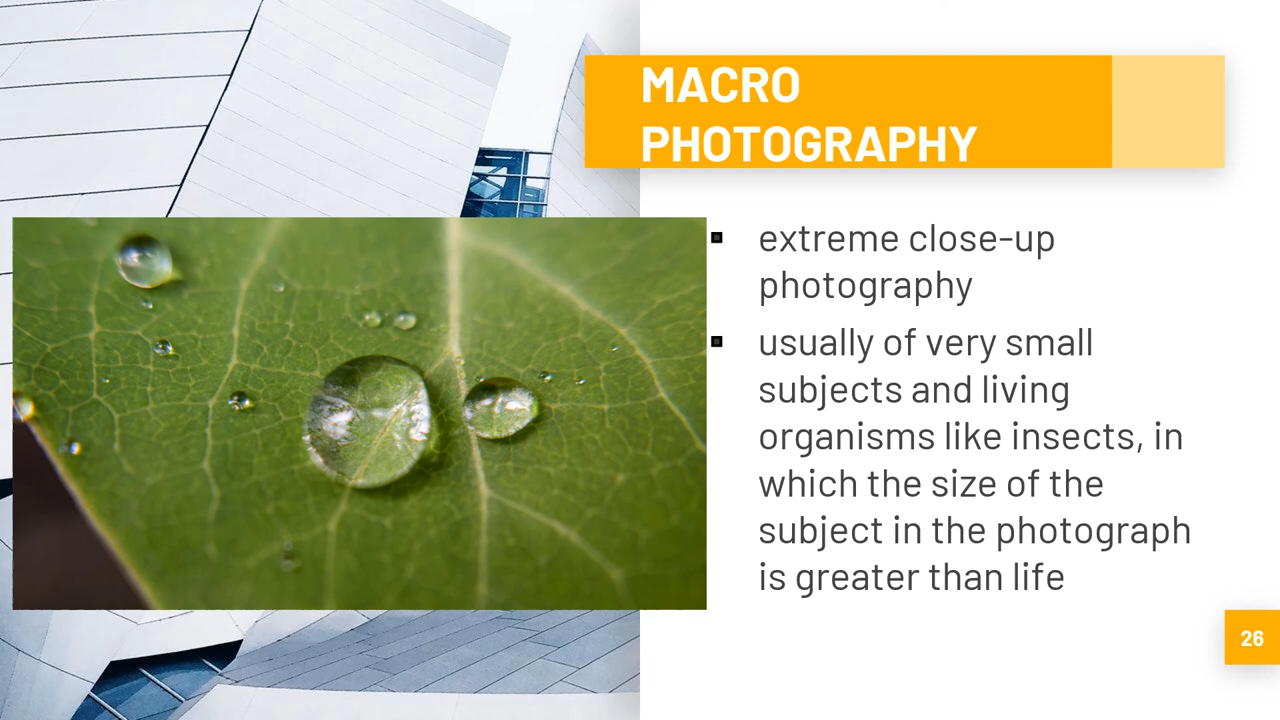 MACRO
PHOTOGRAPHY
extreme close-up
photography
usually of very small
subjects and living
organisms like insects, in
which the size of the
subject in the photograph
is greater than life
26